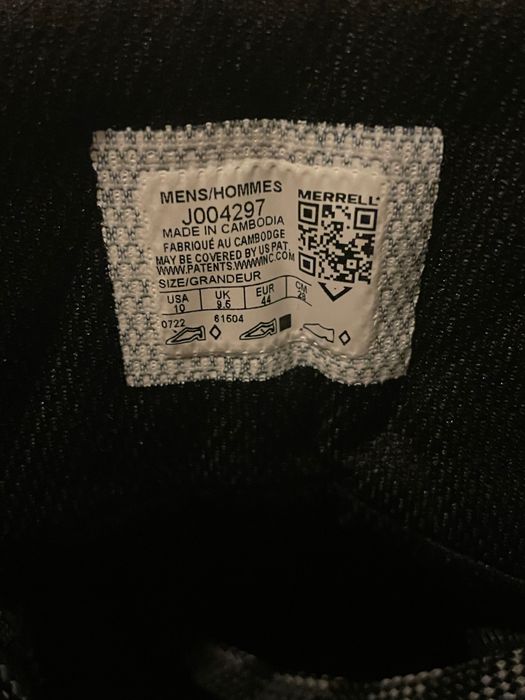 MENS/HOMMES
MERRELL
J004297
MADE IN CAMBODIA
FABRIQUÉ AU CAMBODGE
MAY BE COVERED BY US PAT.
WWW.PATENTS.WWWINC.COM
SIZE/GRANDEUR
USA UK EUR CM
10 9.5 44 28
0722 61504